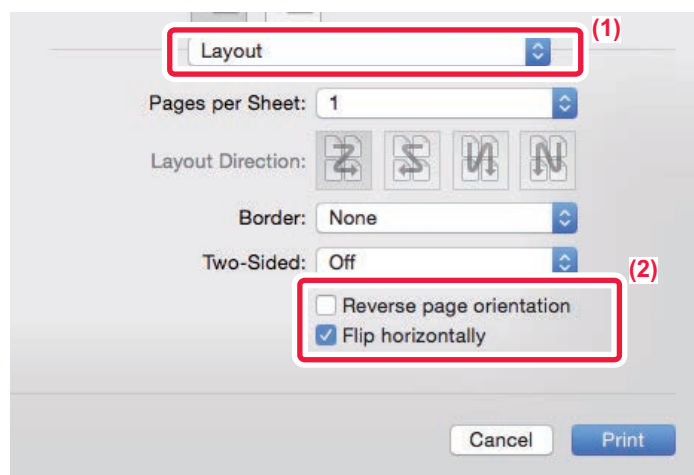 (1)
Layout
Pages per Sheet: 1
Layout Direction:
Border: None
Two-Sided: Off
(2)
Reverse page orientation
Flip horizontally
Cancel Print